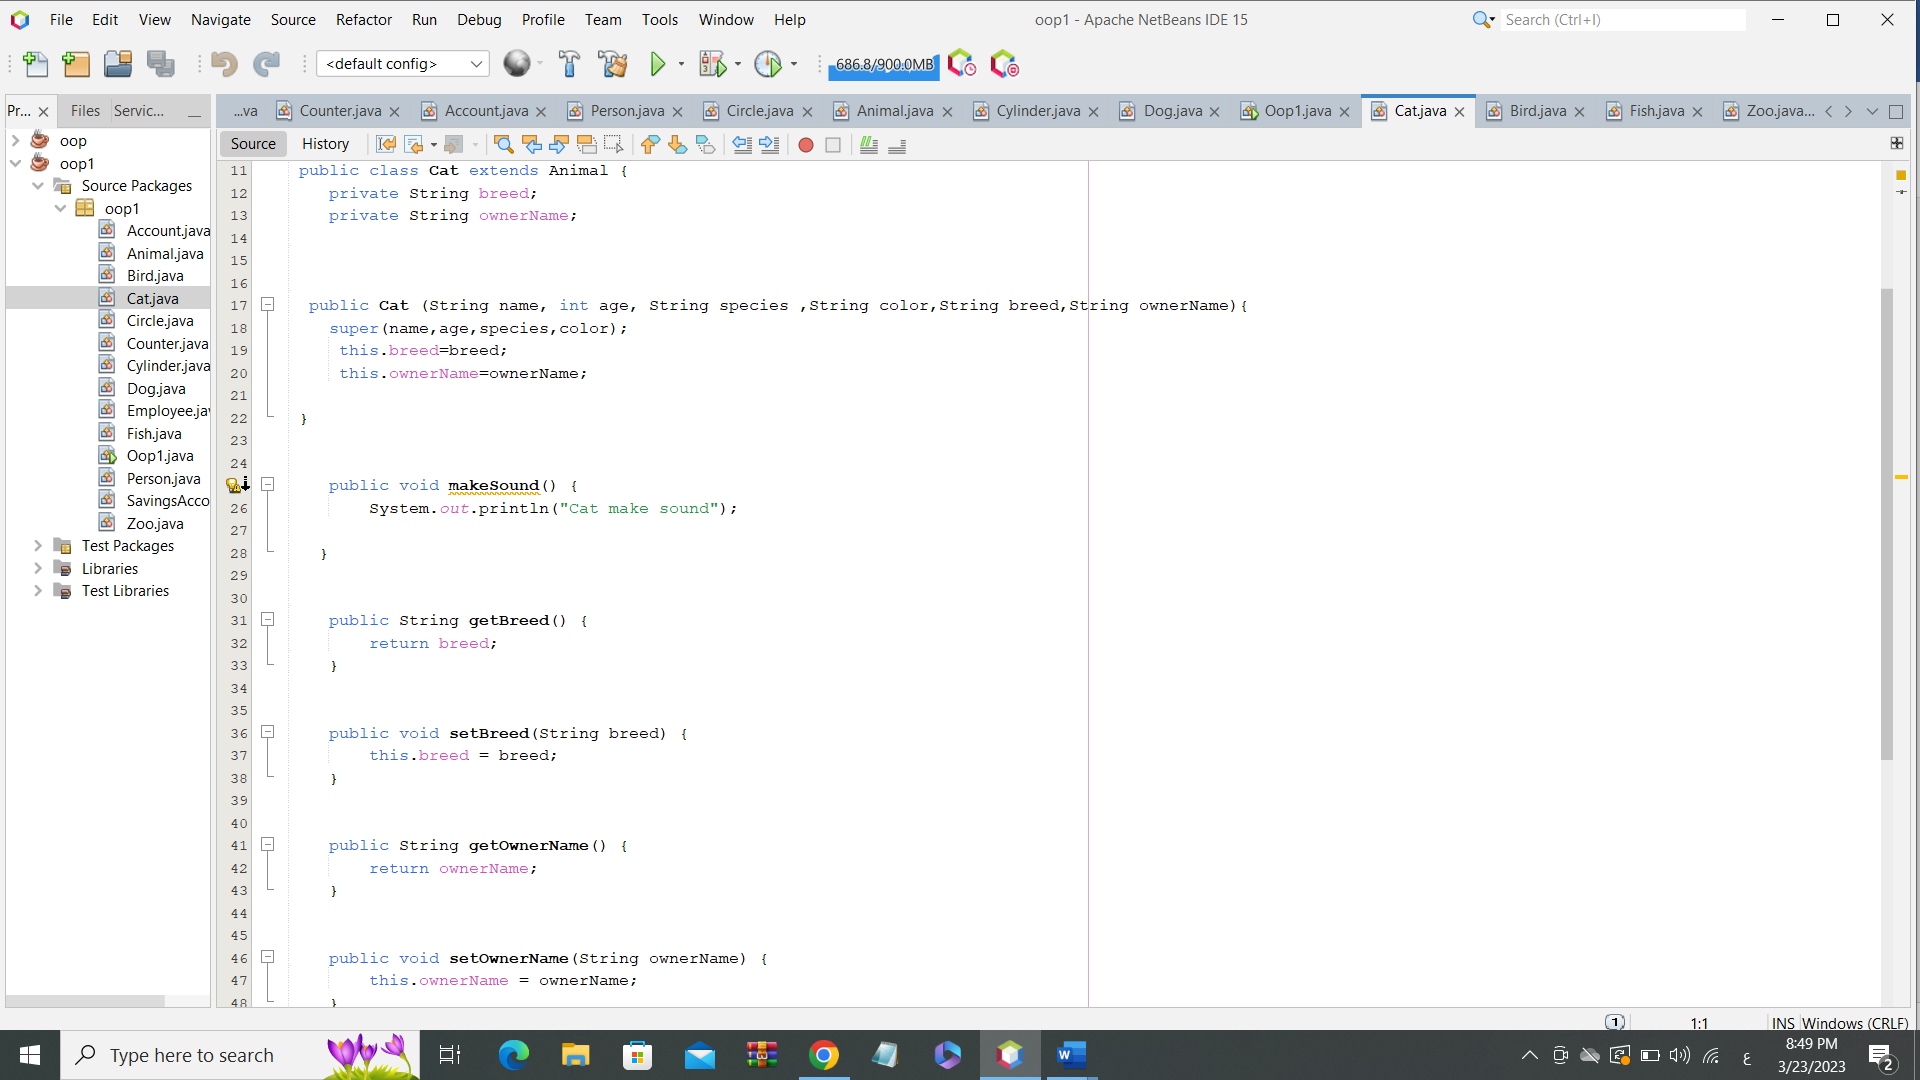 File Edit View Navigate Source Refactor Run Debug Profile Team Tools Window Help
oop1 - Apache NetBeans IDE 15
Search (Ctrl+I)
<default config>
686.8/900.0MB
Pr... Files Servic...
...va Counter.java Account.java Person.java Circle.java Animal.java Cylinder.java Dog.java Oop1.java Cat.java Bird.java Fish.java Zoo.java...
Source History
oop
oop1
Source Packages
oop1
Account.java
Animal.java
Bird.java
Cat.java
Circle.java
Counter.java
Cylinder.java
Dog.java
Employee.jav
Fish.java
Oop1.java
Person.java
SavingsAcco
Zoo.java
Test Packages
Libraries
Test Libraries
11 public class Cat extends Animal {
12 private String breed;
13 private String ownerName;
14
15
16
17 public Cat (String name, int age, String species ,String color,String breed,String ownerName){
18 super(name,age,species,color);
19 this.breed=breed;
20 this.ownerName=ownerName;
21
22 }
23
24
public void makeSound() {
26 System.out.println("Cat make sound");
27
28 }
29
30
31 public String getBreed() {
32 return breed;
33 }
34
35
36 public void setBreed(String breed) {
37 this.breed = breed;
38 }
39
40
41 public String getOwnerName() {
42 return ownerName;
43 }
44
45
46 public void setOwnerName(String ownerName) {
47 this.ownerName = ownerName;
48 }
1 1:1 INS Windows (CRLF)
Type here to search
ع
8:49 PM
3/23/2023
2